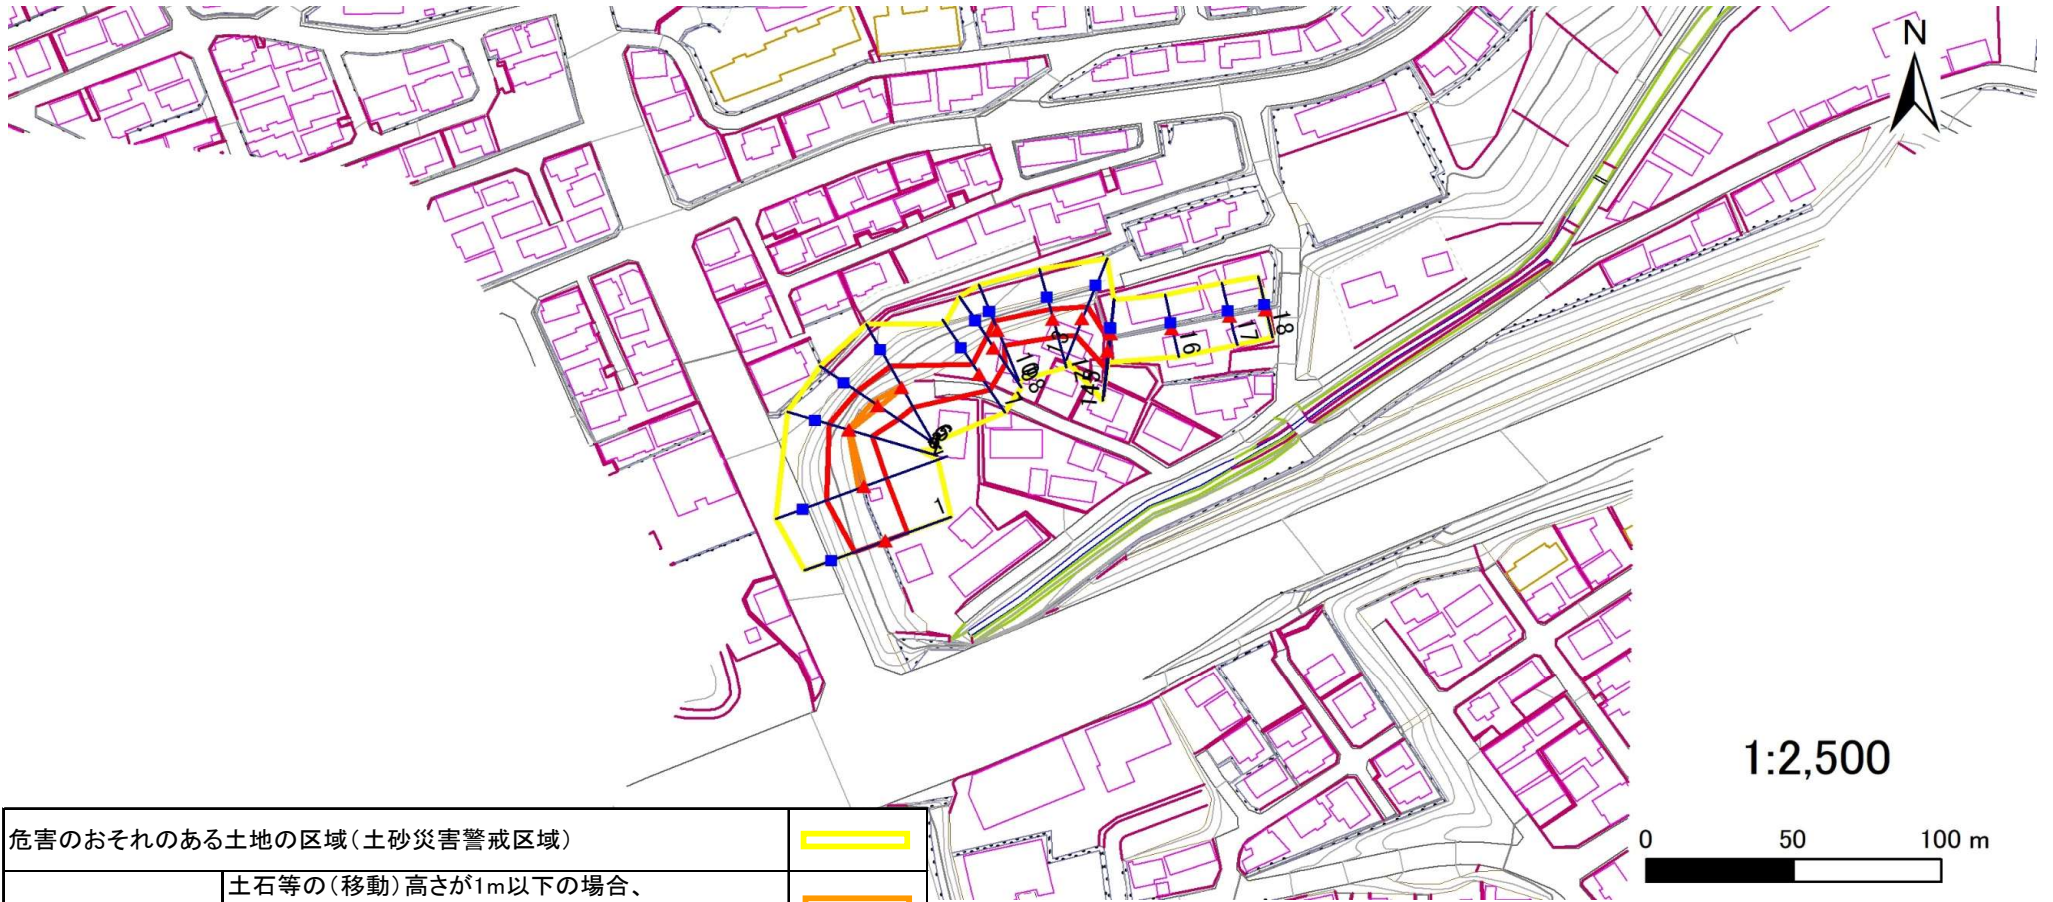 N
18
17
16
1
1:2,500
0 50 100 m
危害のおそれのある土地の区域（土砂災害警戒区域）
土石等の（移動）高さが1m以下の場合、